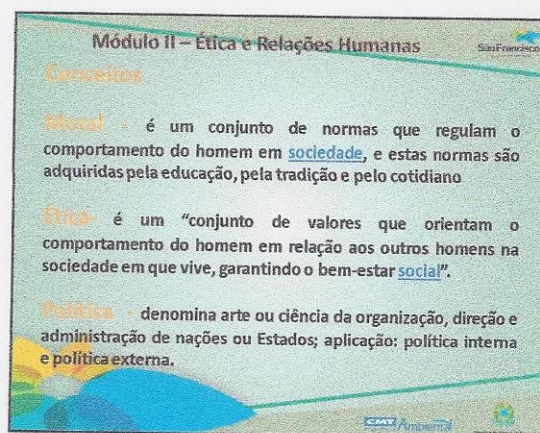 Módulo II – Ética e Relações Humanas
São Francisco
Conceitos
Moral - é um conjunto de normas que regulam o
comportamento do homem em sociedade, e estas normas são
adquiridas pela educação, pela tradição e pelo cotidiano
Ética- é um “conjunto de valores que orientam o
comportamento do homem em relação aos outros homens na
sociedade em que vive, garantindo o bem-estar social”.
Política - denomina arte ou ciência da organização, direção e
administração de nações ou Estados; aplicação: política interna
e política externa.
CMT Ambiental